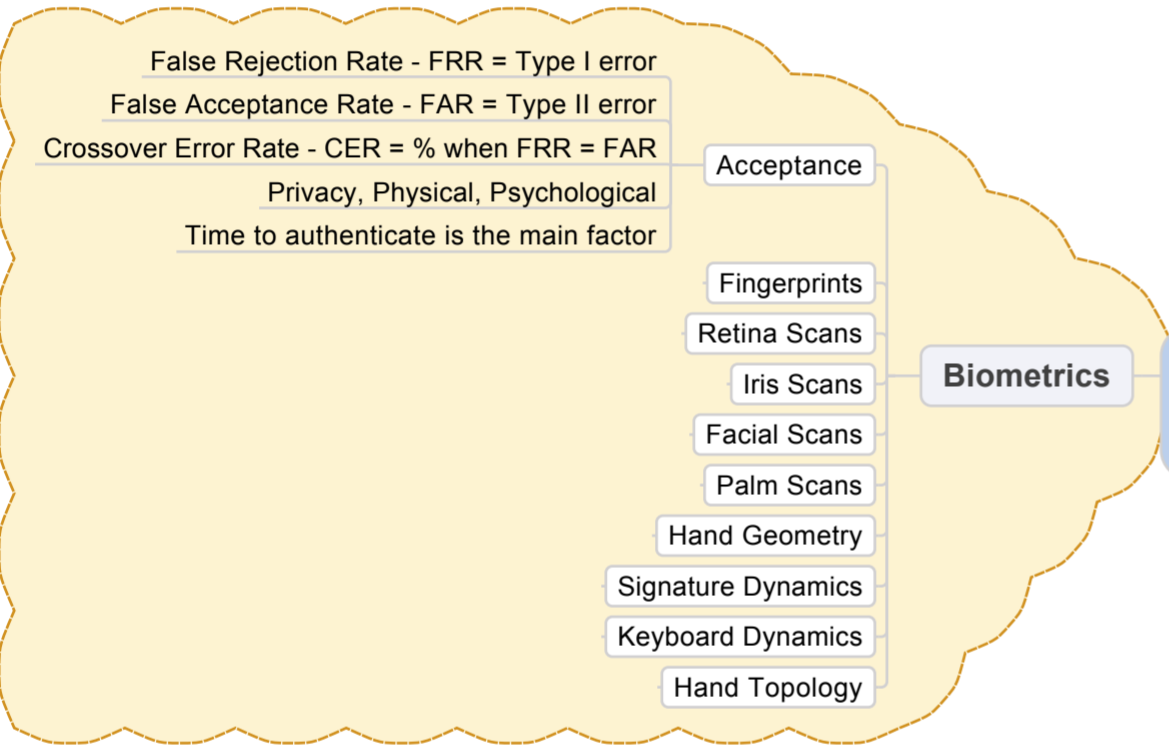 False Rejection Rate - FRR = Type I error
False Acceptance Rate - FAR = Type II error
Crossover Error Rate - CER = % when FRR = FAR
Privacy, Physical, Psychological
Time to authenticate is the main factor
Acceptance
Fingerprints
Retina Scans
Iris Scans
Facial Scans
Palm Scans
Hand Geometry
Signature Dynamics
Keyboard Dynamics
Hand Topology
Biometrics